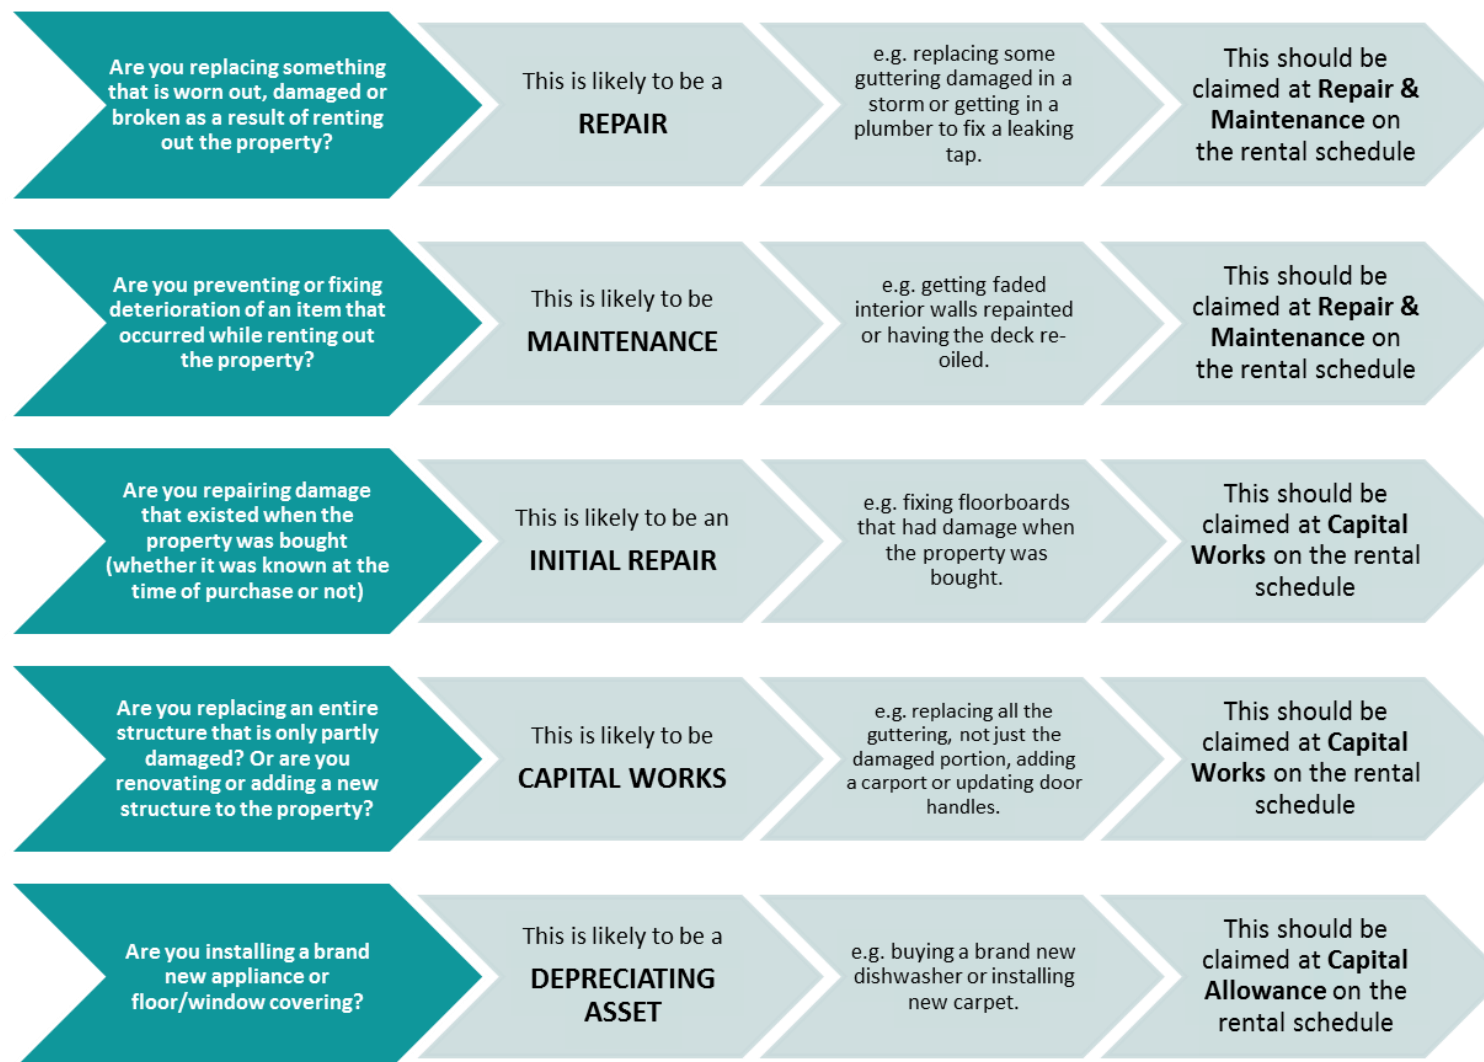 Are you replacing something
that is worn out, damaged or
broken as a result of renting
out the property?
This is likely to be a
REPAIR
e.g. replacing some
guttering damaged in a
storm or getting in a
plumber to fix a leaking
tap.
This should be
claimed at Repair &
Maintenance on
the rental schedule
Are you preventing or fixing
deterioration of an item that
occurred while renting out
the property?
This is likely to be
MAINTENANCE
e.g. getting faded
interior walls repainted
or having the deck re-
oiled.
This should be
claimed at Repair &
Maintenance on
the rental schedule
Are you repairing damage
that existed when the
property was bought
(whether it was known at the
time of purchase or not)
This is likely to be an
INITIAL REPAIR
e.g. fixing floorboards
that had damage when
the property was
bought.
This should be
claimed at Capital
Works on the rental
schedule
Are you replacing an entire
structure that is only partly
damaged? Or are you
renovating or adding a new
structure to the property?
This is likely to be
CAPITAL WORKS
e.g. replacing all the
guttering, not just the
damaged portion, adding
a carport or updating door
handles.
This should be
claimed at Capital
Works on the rental
schedule
Are you installing a brand
new appliance or
floor/window covering?
This is likely to be a
DEPRECIATING
ASSET
e.g. buying a brand new
dishwasher or installing
new carpet.
This should be
claimed at Capital
Allowance on the
rental schedule